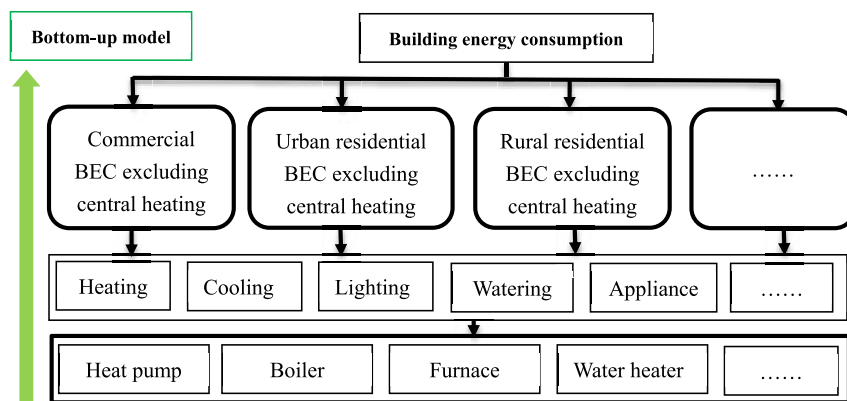 Bottom-up model
Building energy consumption
Commercial
BEC excluding
central heating
Urban residential
BEC excluding
central heating
Rural residential
BEC excluding
central heating
……
Heating
Cooling
Lighting
Watering
Appliance
……
Heat pump
Boiler
Furnace
Water heater
……